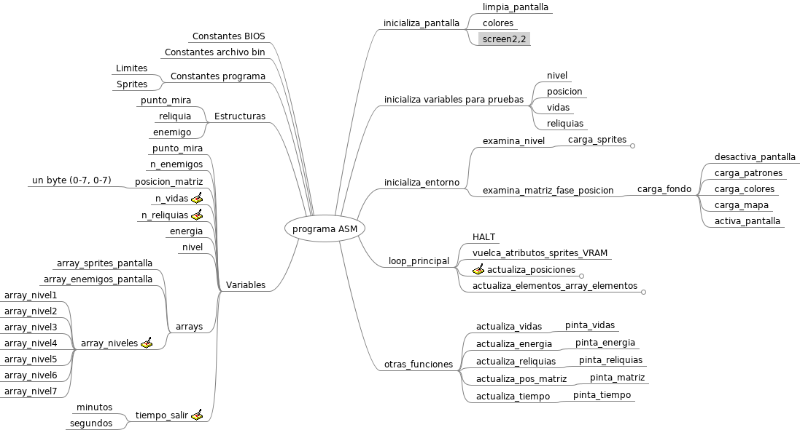 Constantes BIOS
Constantes archivo bin
Limites
Sprites
Constantes programa
punto_mira
reliquia
enemigo
Estructuras
punto_mira
n_enemigos
un byte (0-7, 0-7)
posicion_matriz
n_vidas
n_reliquias
energia
nivel
array_sprites_pantalla
array_enemigos_pantalla
array_nivel1
array_nivel2
array_nivel3
array_nivel4
array_nivel5
array_nivel6
array_nivel7
array_niveles
arrays
minutos
segundos
tiempo_salir
Variables
programa ASM
inicializa_pantalla
limpia_pantalla
colores
screen2,2
inicializa variables para pruebas
nivel
posicion
vidas
reliquias
inicializa_entorno
examina_nivel
carga_sprites
examina_matriz_fase_posicion
carga_fondo
desactiva_pantalla
carga_patrones
carga_colores
carga_mapa
activa_pantalla
loop_principal
HALT
vuelca_atributos_sprites_VRAM
actualiza_posiciones
actualiza_elementos_array_elementos
otras_funciones
actualiza_vidas
pinta_vidas
actualiza_energia
pinta_energia
actualiza_reliquias
pinta_reliquias
actualiza_pos_matriz
pinta_matriz
actualiza_tiempo
pinta_tiempo